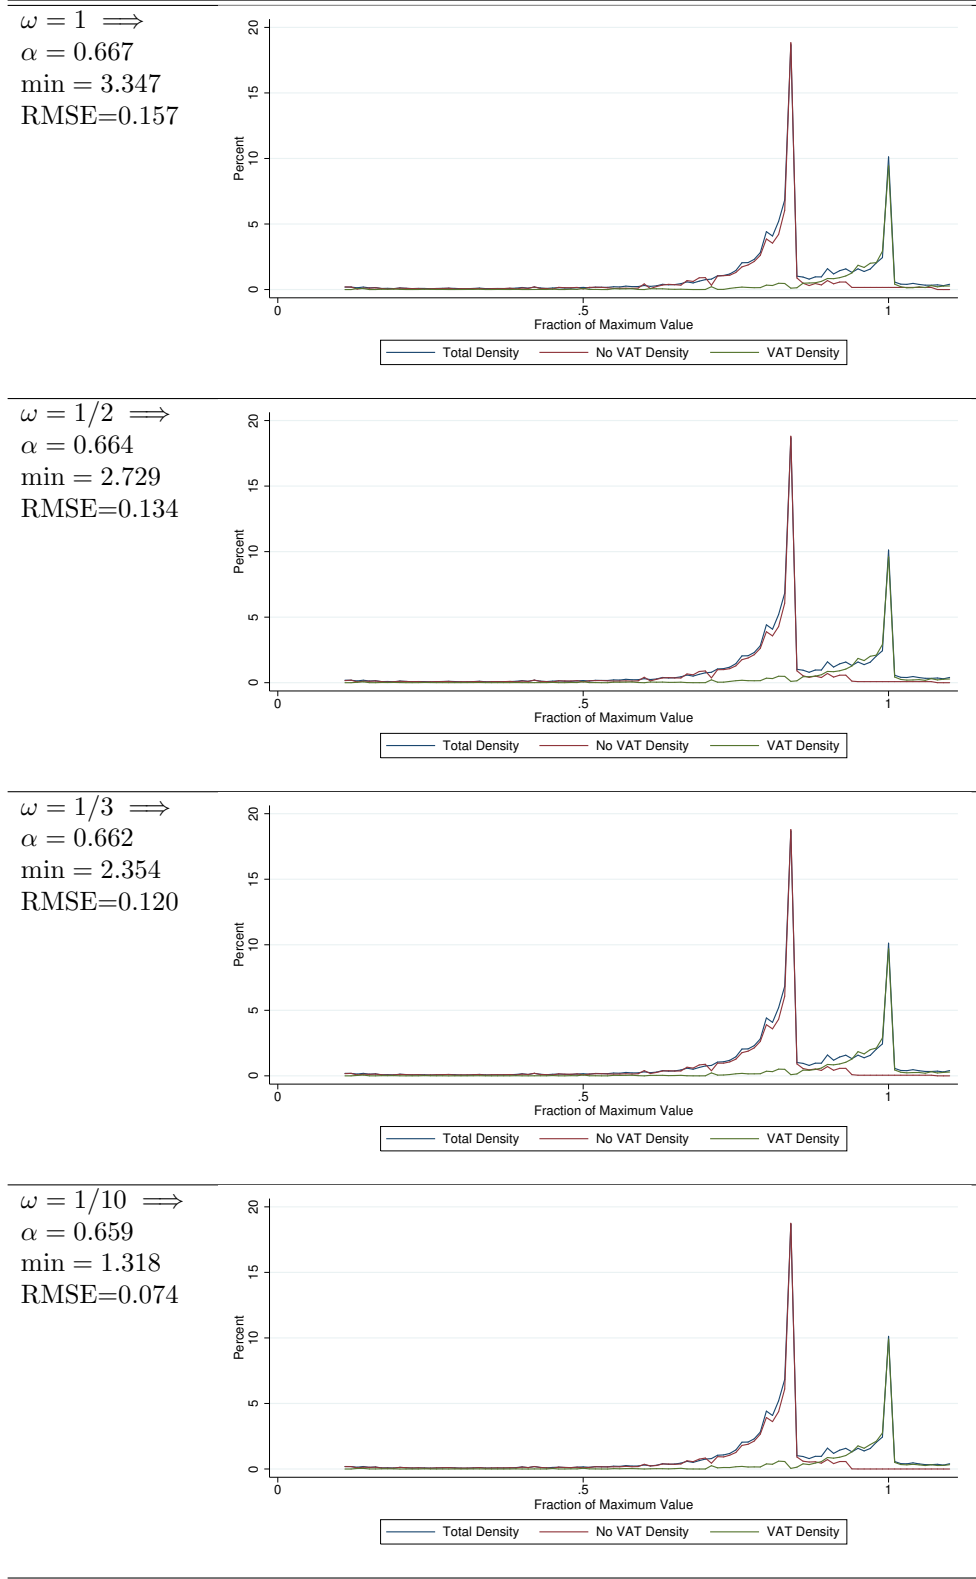 ω = 1 ⟹
α = 0.667
min = 3.347
RMSE=0.157
Percent
20
15
10
5
0
0 .5 1
Fraction of Maximum Value
Total Density No VAT Density VAT Density
ω = 1/2 ⟹
α = 0.664
min = 2.729
RMSE=0.134
Percent
20
15
10
5
0
0 .5 1
Fraction of Maximum Value
Total Density No VAT Density VAT Density
ω = 1/3 ⟹
α = 0.662
min = 2.354
RMSE=0.120
Percent
20
15
10
5
0
0 .5 1
Fraction of Maximum Value
Total Density No VAT Density VAT Density
ω = 1/10 ⟹
α = 0.659
min = 1.318
RMSE=0.074
Percent
20
15
10
5
0
0 .5 1
Fraction of Maximum Value
Total Density No VAT Density VAT Density